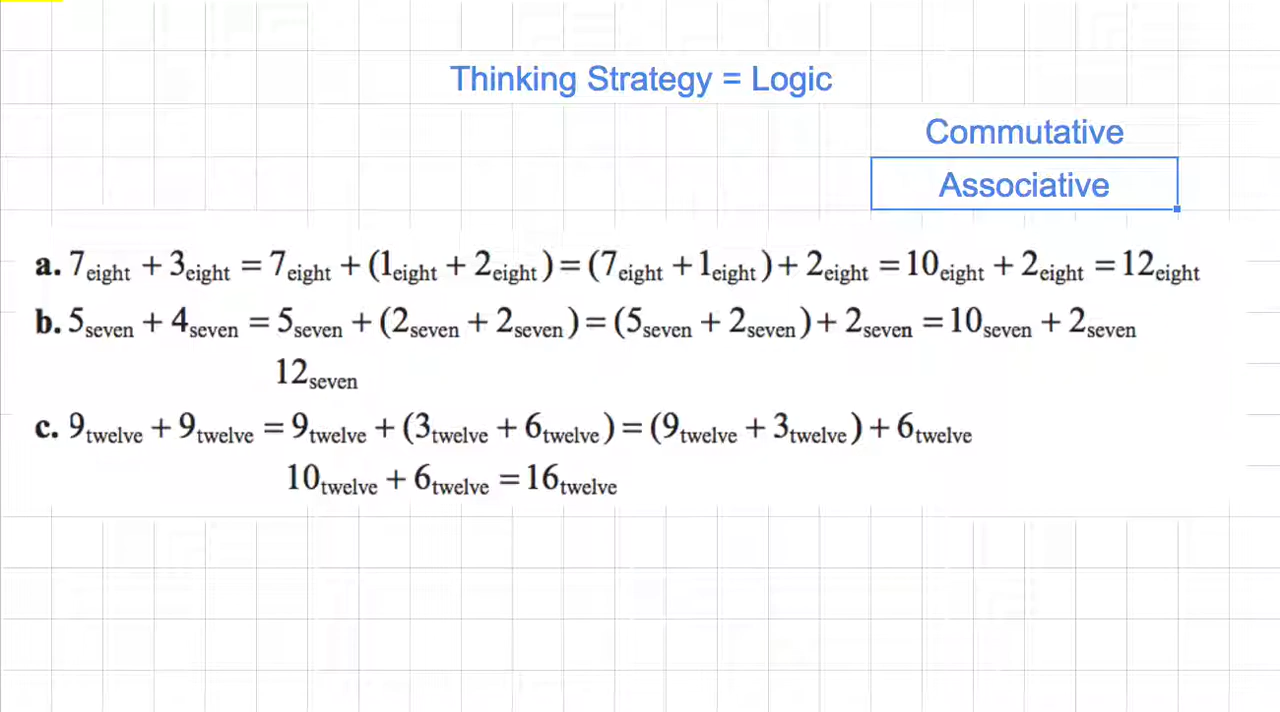 Thinking Strategy = Logic
Commutative
Associative
a. 7eight + 3eight = 7eight + (1eight + 2eight) = (7eight + 1eight) + 2eight = 10eight + 2eight = 12eight
b. 5seven + 4seven = 5seven + (2seven + 2seven) = (5seven + 2seven) + 2seven = 10seven + 2seven
12seven
c. 9twelve + 9twelve = 9twelve + (3twelve + 6twelve) = (9twelve + 3twelve) + 6twelve
10twelve + 6twelve = 16twelve